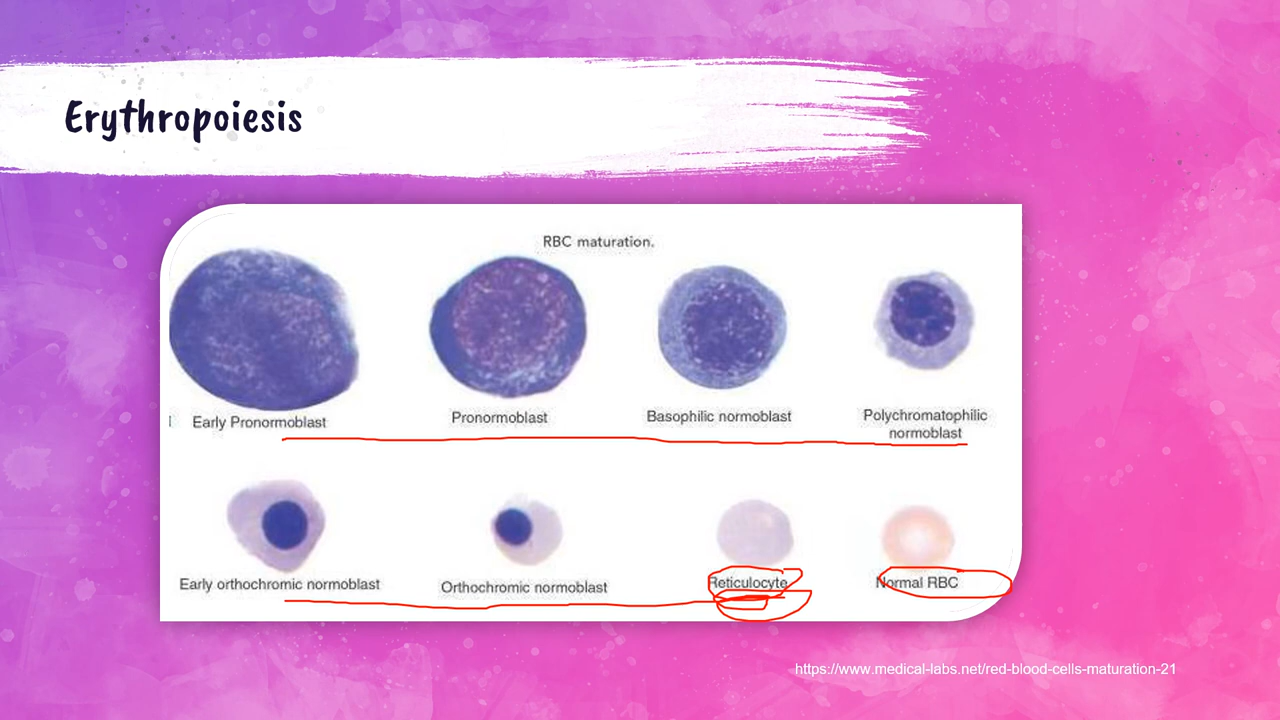 Erythropoiesis
RBC maturation.
Early Pronormoblast
Pronormoblast
Basophilic normoblast
Polychromatophilic
normoblast
Early orthochromic normoblast
Orthochromic normoblast
Reticulocyte
Normal RBC
https://www.medical-labs.net/red-blood-cells-maturation-21